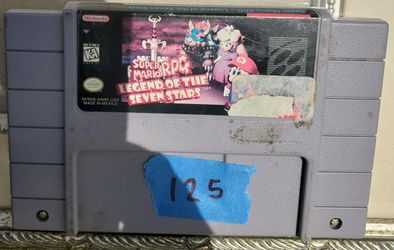 Nintendo
SUPER
MARIO RPG
LEGEND OF THE
SEVEN STARS
MADE IN MEXICO
125